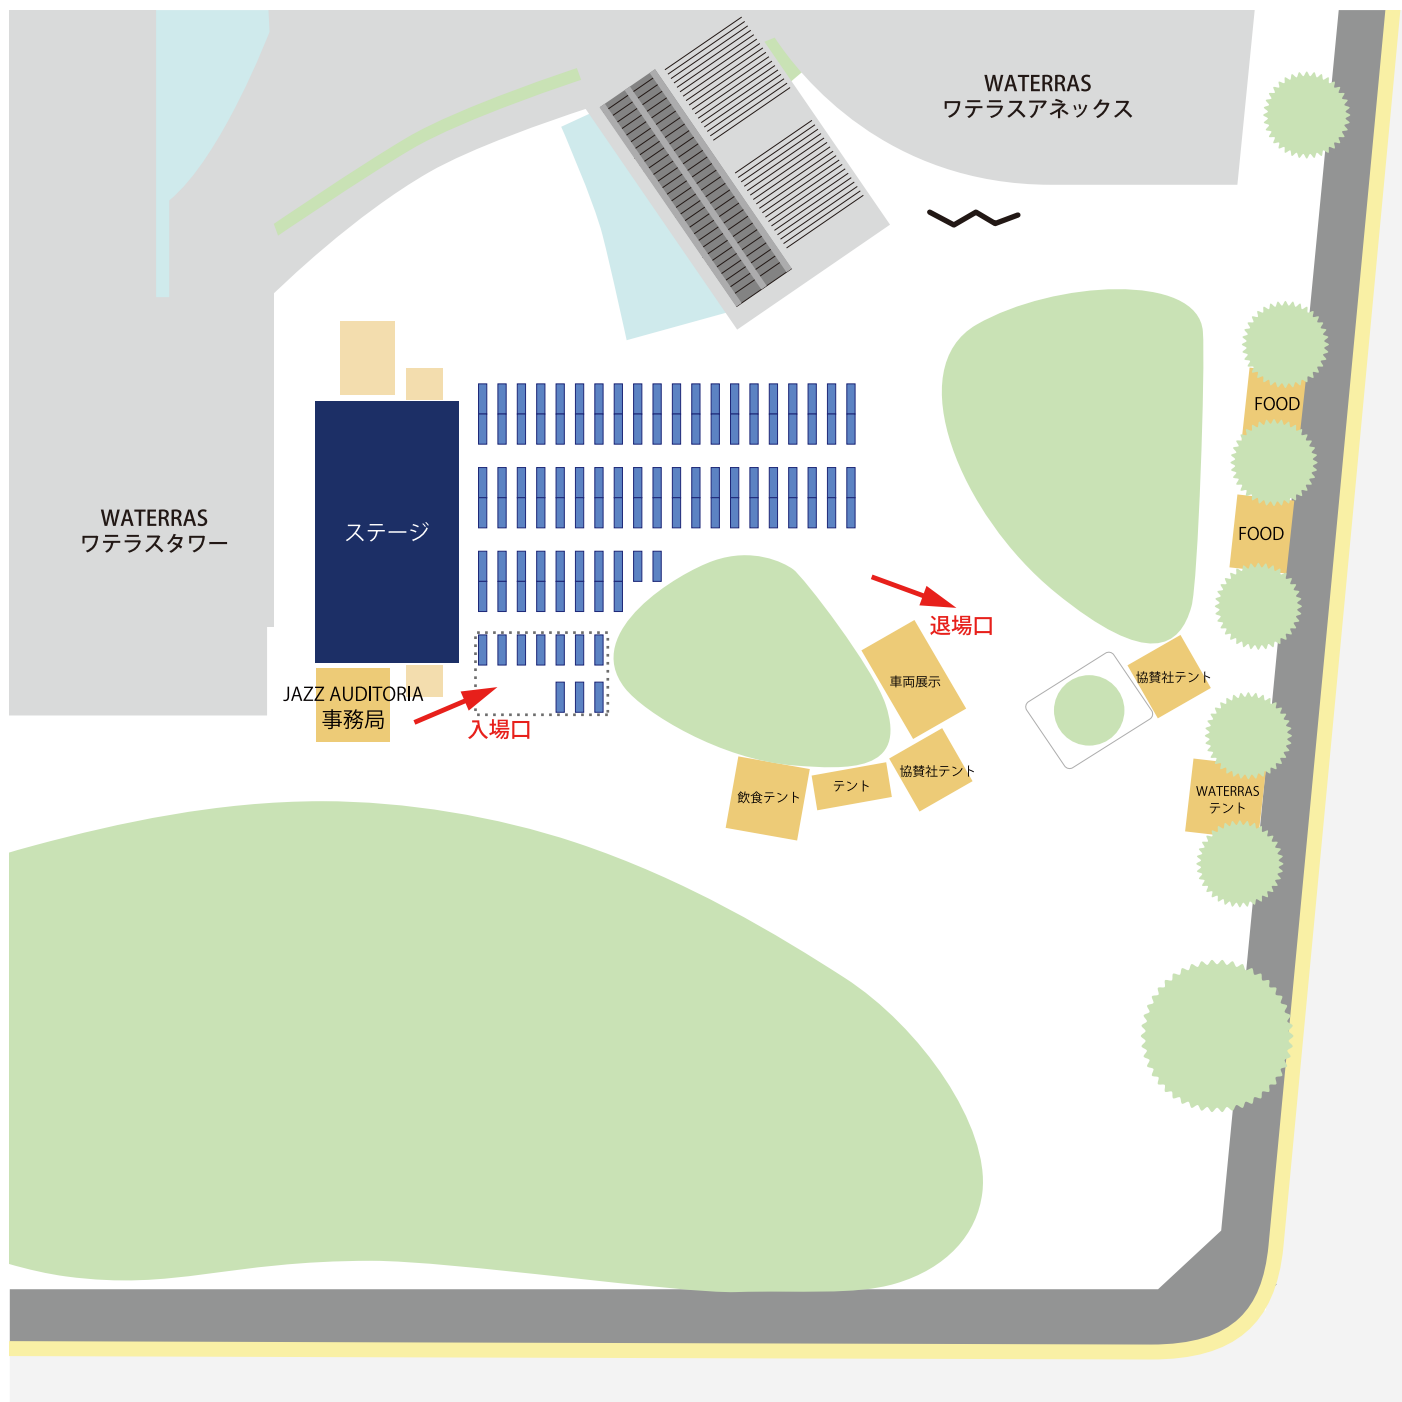 WATERRAS
ワテラスアネックス
FOOD
WATERRAS
ワテラスタワー
ステージ
FOOD
退場口
協賛社テント
車両展示
JAZZ AUDITORIA
事務局
入場口
協賛社テント
テント
飲食テント
WATERRAS
テント